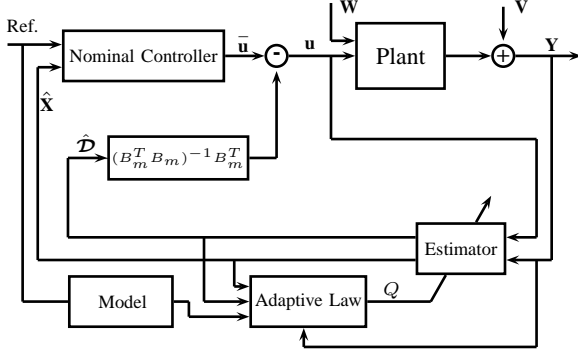 W
V
Ref.
Nominal Controller
ū
-
u
Plant
+
Y
X̂
𝓓̂
(B_m^T B_m)^{-1} B_m^T
Estimator
Model
Adaptive Law
Q